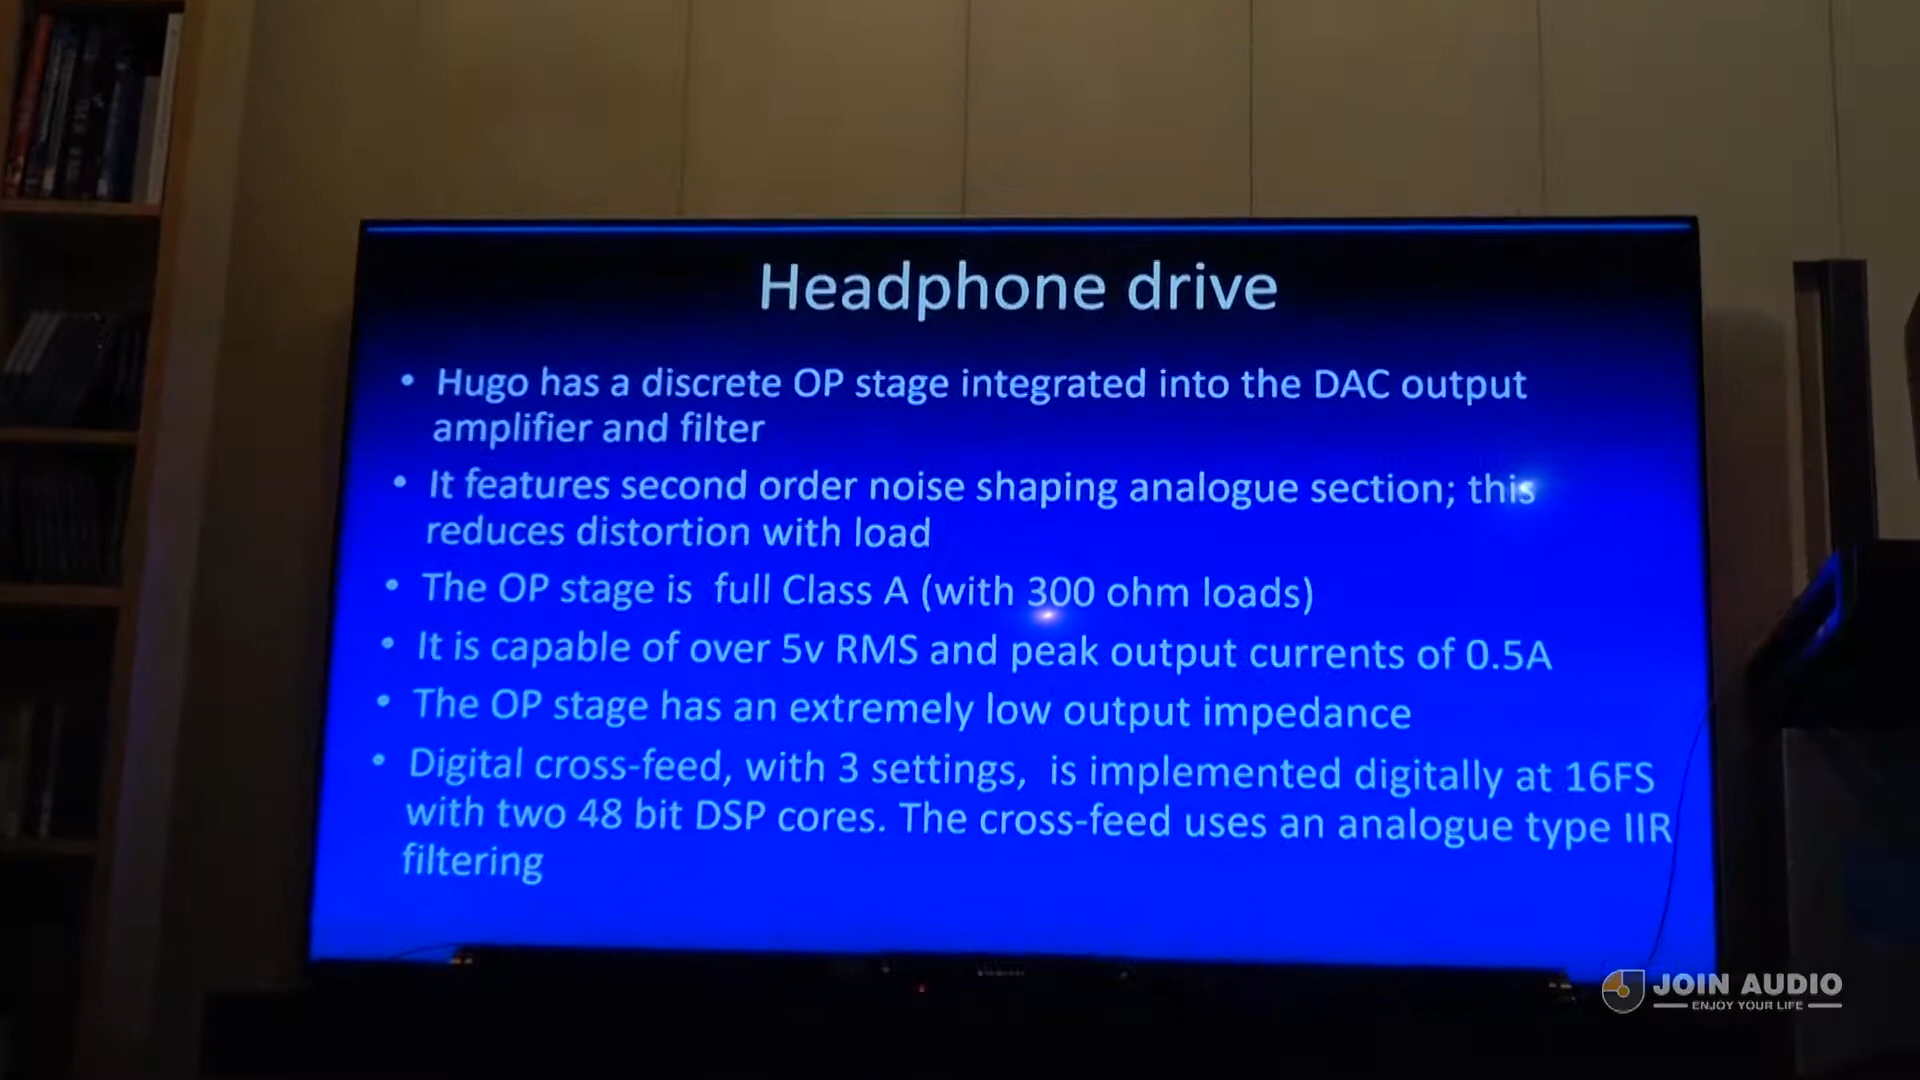 Headphone drive
• Hugo has a discrete OP stage integrated into the DAC output
amplifier and filter
• It features second order noise shaping analogue section; this
reduces distortion with load
• The OP stage is  full Class A (with 300 ohm loads)
• It is capable of over 5v RMS and peak output currents of 0.5A
• The OP stage has an extremely low output impedance
• Digital cross-feed, with 3 settings,  is implemented digitally at 16FS
with two 48 bit DSP cores. The cross-feed uses an analogue type IIR
filtering
JOIN AUDIO
ENJOY YOUR LIFE